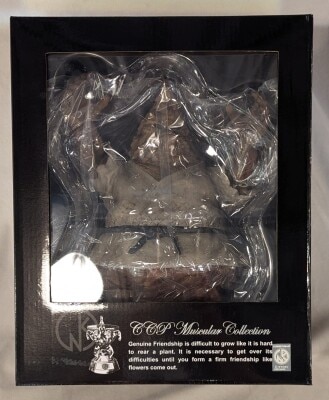 CCP Muscular Collection
Genuine Friendship is difficult to grow like it is hard
to rear a plant. It is necessary to get over its
difficulties until you form a firm friendship like
flowers come out.